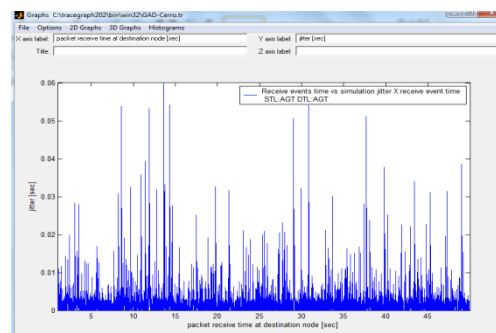 Graphs C:\tracegraph202\bin\win32\GAD-Cerro.tr
File Options 2D Graphs 3D Graphs Histograms
X axis label: packet receive time at destination node [sec] Y axis label: jitter [sec]
Title: Z axis label:
Receive events time vs simulation jitter X:receive event time
STL:AGT DTL:AGT
0.06
0.05
0.04
0.03
0.02
0.01
0
jitter [sec]
5 10 15 20 25 30 35 40 45
packet receive time at destination node [sec]